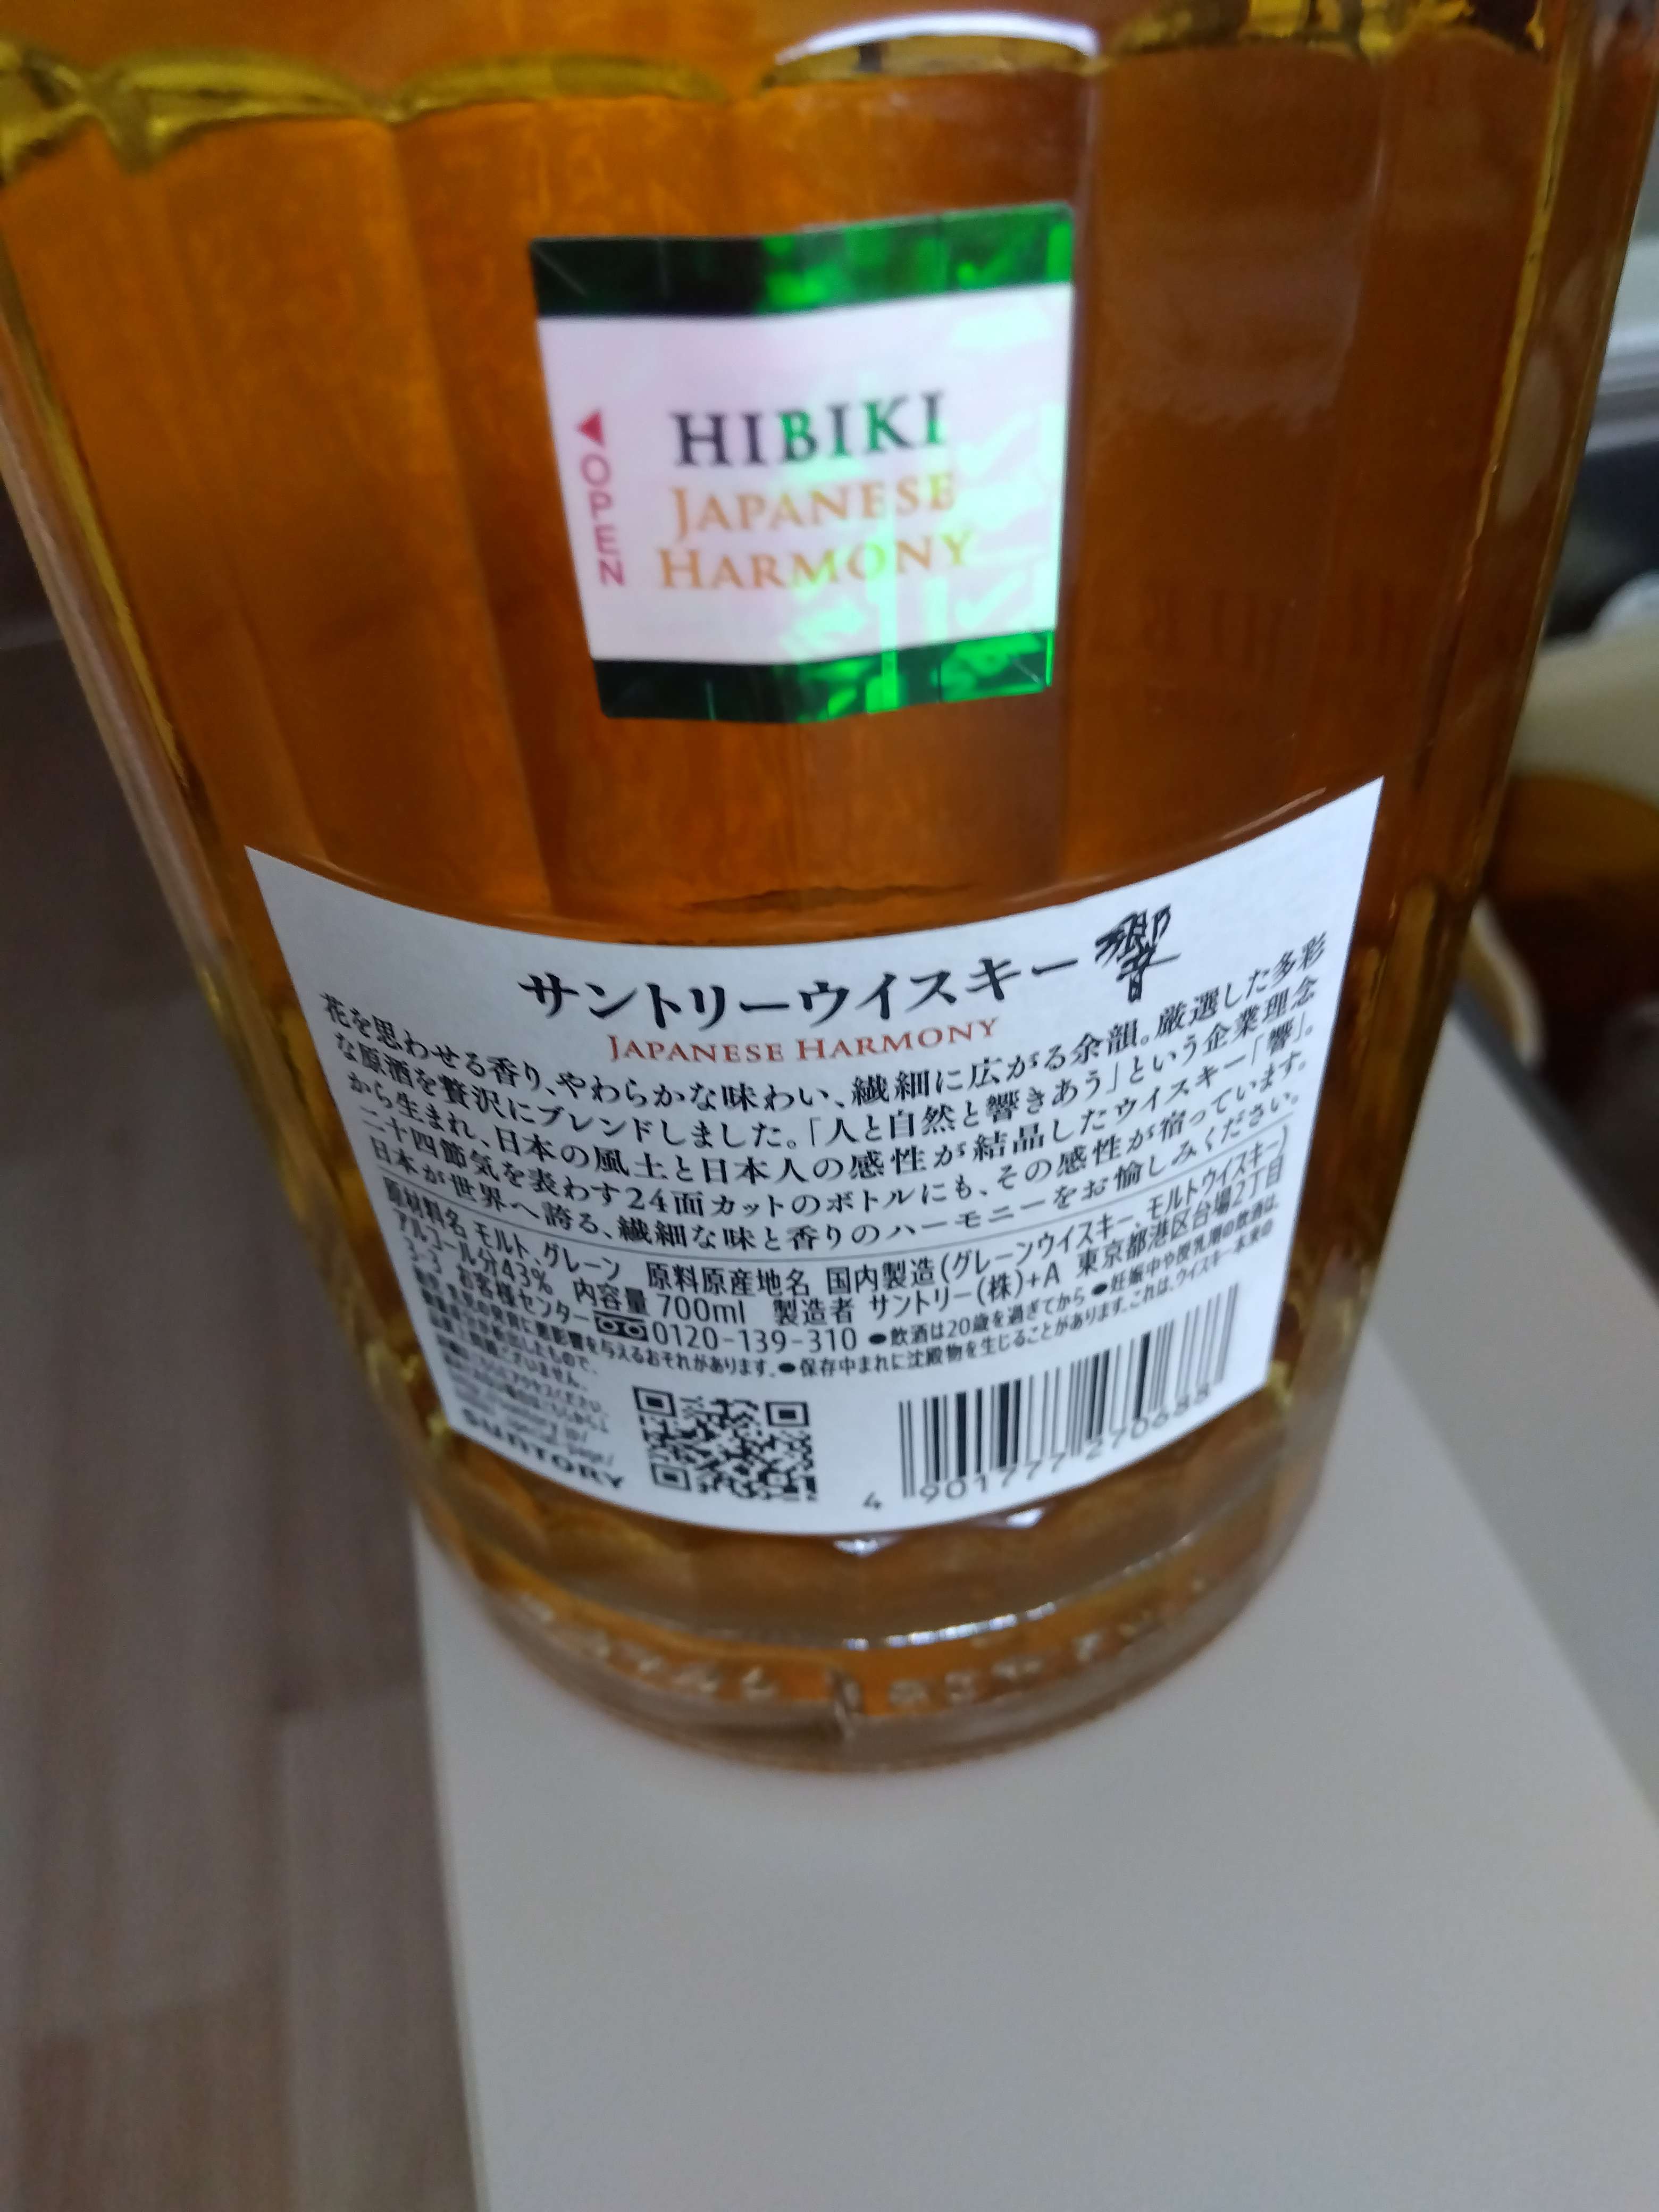 OPEN
HIBIKI
JAPANESE
HARMONY
サントリーウイスキー 響
JAPANESE HARMONY
花を思わせる香り、やわらかな味わい、繊細に広がる余韻。厳選した多彩
な原酒を贅沢にブレンドしました。「人と自然と響きあう」という企業理念
から生まれ、日本の風土と日本人の感性が結晶したウイスキー「響」。
二十四節気を表わす24面カットのボトルにも、その感性が宿っています。
日本が世界へ誇る、繊細な味と香りのハーモニーをお愉しみください。
原材料名 モルト、グレーン 原料原産地名 国内製造(グレーンウイスキー、モルトウイスキー)
アルコール分43% 内容量 700ml 製造者 サントリー(株)+A 東京都港区台場2丁目
3-3 お客様センター 0120-139-310 ●飲酒は20歳を過ぎてから ●妊娠中や授乳期の飲酒は、
胎児・乳児の発育に悪影響を与えるおそれがあります。●保存中まれに沈殿物を生じることがあります。これは、ウイスキー本来の
SUNTORY
4 901777 270688